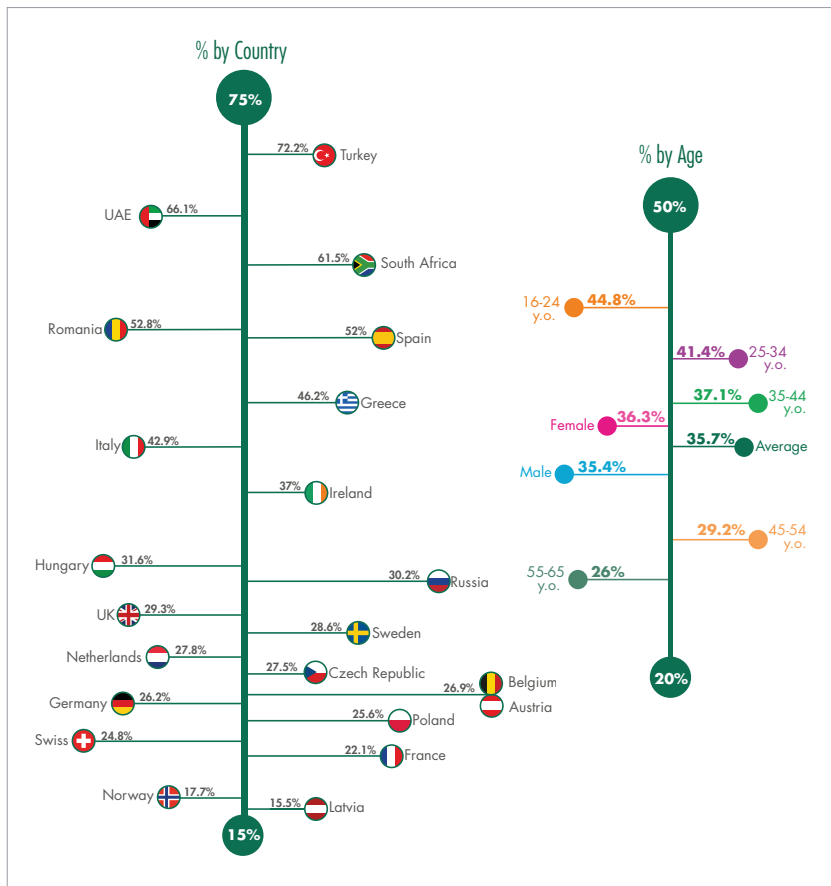 % by Country
75%
72.2% Turkey
UAE 66.1%
61.5% South Africa
Romania 52.8%
52% Spain
46.2% Greece
Italy 42.9%
37% Ireland
Hungary 31.6%
30.2% Russia
UK 29.3%
28.6% Sweden
Netherlands 27.8%
27.5% Czech Republic
26.9% Belgium
Austria
Germany 26.2%
25.6% Poland
Swiss 24.8%
22.1% France
Norway 17.7%
15.5% Latvia
15%
% by Age
50%
16-24 44.8%
y.o.
41.4% 25-34
y.o.
37.1% 35-44
y.o.
Female 36.3%
35.7% Average
Male 35.4%
29.2% 45-54
y.o.
55-65 26%
y.o.
20%